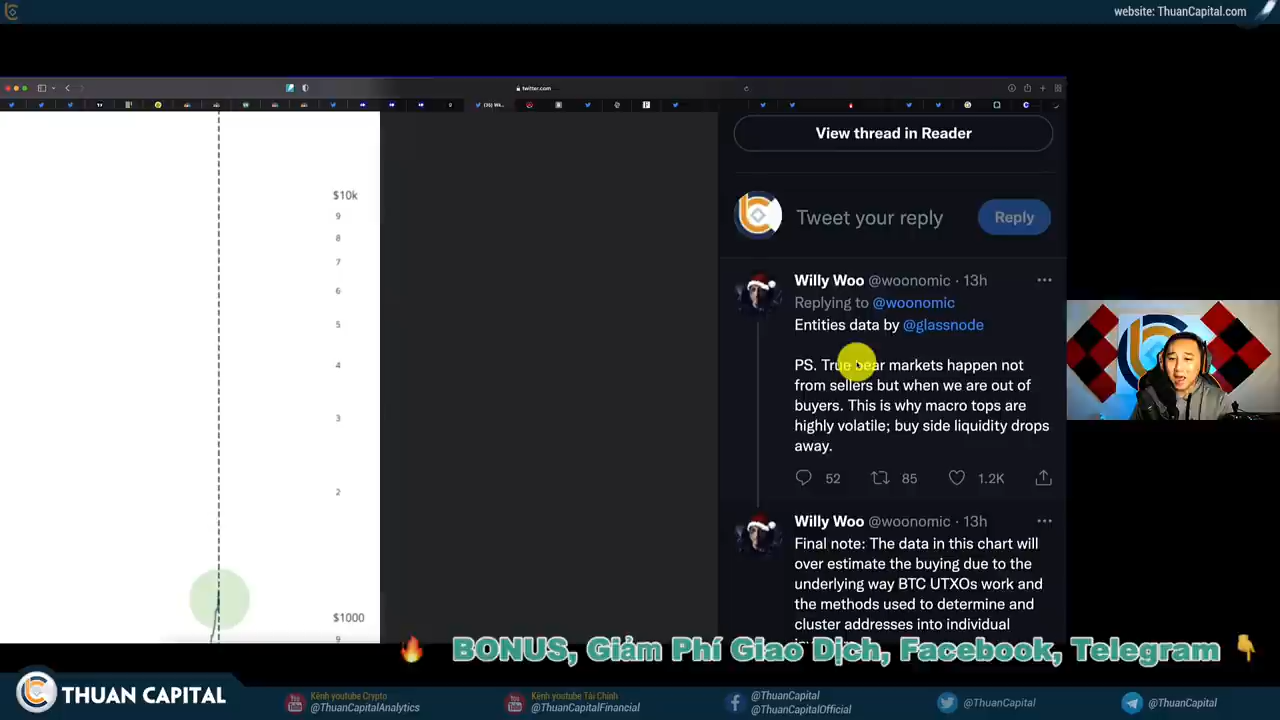 website: ThuanCapital.com
twitter.com
View thread in Reader
$10k
9
8
7
6
5
4
3
2
$1000
9
Tweet your reply
Reply
Willy Woo @woonomic · 13h
Replying to @woonomic
Entities data by @glassnode
PS. True bear markets happen not
from sellers but when we are out of
buyers. This is why macro tops are
highly volatile; buy side liquidity drops
away.
52 85 1.2K
Willy Woo @woonomic · 13h
Final note: The data in this chart will
over estimate the buying due to the
underlying way BTC UTXOs work and
the methods used to determine and
cluster addresses into individual
BONUS, Giảm Phí Giao Dịch, Facebook, Telegram
THUAN CAPITAL
Kênh youtube Crypto
@ThuanCapitalAnalytics
Kênh youtube Tài Chính
@ThuanCapitalFinancial
@ThuanCapital
@ThuanCapitalOfficial
@ThuanCapital
@ThuanCapital